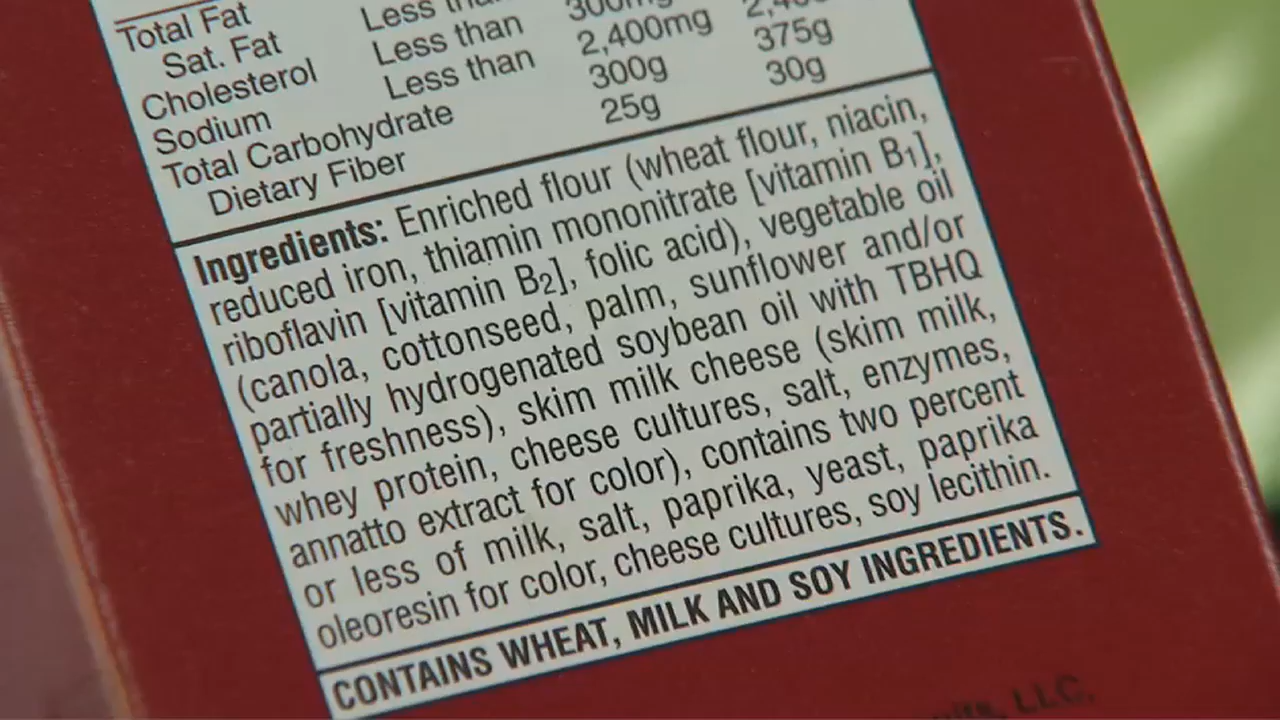 Total Fat
Sat. Fat Less
Cholesterol Less than 300mg
Sodium Less than 2,400mg
Total Carbohydrate 300g 375g
Dietary Fiber 25g 30g
Ingredients: Enriched flour (wheat flour, niacin,
reduced iron, thiamin mononitrate [vitamin B1],
riboflavin [vitamin B2], folic acid), vegetable oil
(canola, cottonseed, palm, sunflower and/or
partially hydrogenated soybean oil with TBHQ
for freshness), skim milk cheese (skim milk,
whey protein, cheese cultures, salt, enzymes,
annatto extract for color), contains two percent
or less of milk, salt, paprika, yeast, paprika
oleoresin for color, cheese cultures, soy lecithin.
CONTAINS WHEAT, MILK AND SOY INGREDIENTS.
LLC.